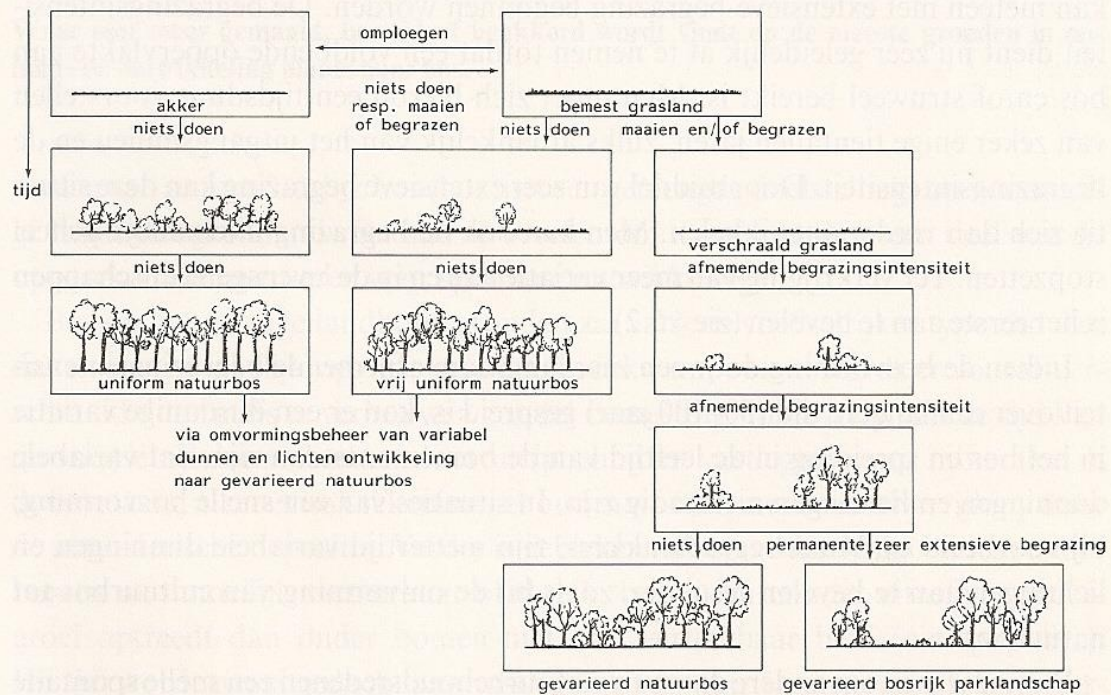 omploegen
niets doen
resp. maaien
of begrazen
akker
bemest grasland
niets doen
niets doen
maaien en/of begrazen
tijd
verschraald grasland
niets doen
niets doen
afnemende begrazingsintensiteit
uniform natuurbos
vrij uniform natuurbos
afnemende begrazingsintensiteit
via omvormingsbeheer van variabel
dunnen en lichten ontwikkeling
naar gevarieerd natuurbos
niets doen
permanente zeer extensieve begrazing
gevarieerd natuurbos
gevarieerd bosrijk parklandschap